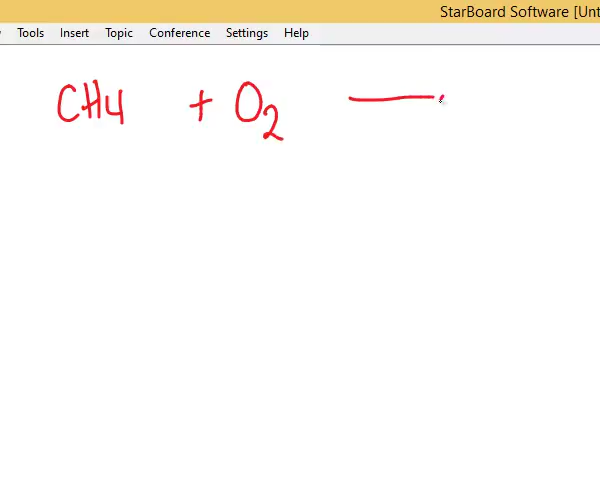 StarBoard Software [Unt
Tools Insert Topic Conference Settings Help
CH4 + O2